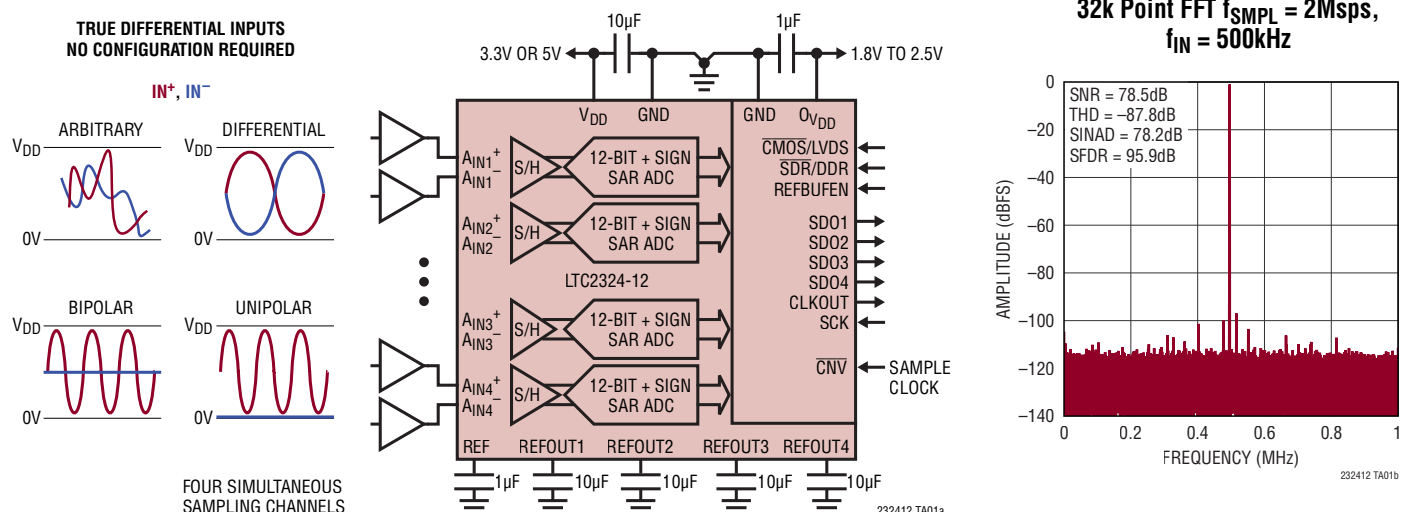 TRUE DIFFERENTIAL INPUTS
NO CONFIGURATION REQUIRED
IN+, IN–
ARBITRARY
VDD
0V
DIFFERENTIAL
VDD
0V
BIPOLAR
VDD
0V
UNIPOLAR
VDD
0V
FOUR SIMULTANEOUS
SAMPLING CHANNELS
10µF
1µF
3.3V OR 5V
1.8V TO 2.5V
VDD
GND
GND
OVDD
AIN1+
AIN1–
S/H
12-BIT + SIGN
SAR ADC
AIN2+
AIN2–
S/H
12-BIT + SIGN
SAR ADC
LTC2324-12
AIN3+
AIN3–
S/H
12-BIT + SIGN
SAR ADC
AIN4+
AIN4–
S/H
12-BIT + SIGN
SAR ADC
CMOS/LVDS
SDR/DDR
REFBUFEN
SDO1
SDO2
SDO3
SDO4
CLKOUT
SCK
CNV
SAMPLE
CLOCK
REF
REFOUT1
REFOUT2
REFOUT3
REFOUT4
1µF
10µF
10µF
10µF
10µF
232412 TA01a
32k Point FFT fSMPL = 2Msps,
fIN = 500kHz
SNR = 78.5dB
THD = –87.8dB
SINAD = 78.2dB
SFDR = 95.9dB
AMPLITUDE (dBFS)
0
–20
–40
–60
–80
–100
–120
–140
0
0.2
0.4
0.6
0.8
1
FREQUENCY (MHz)
232412 TA01b